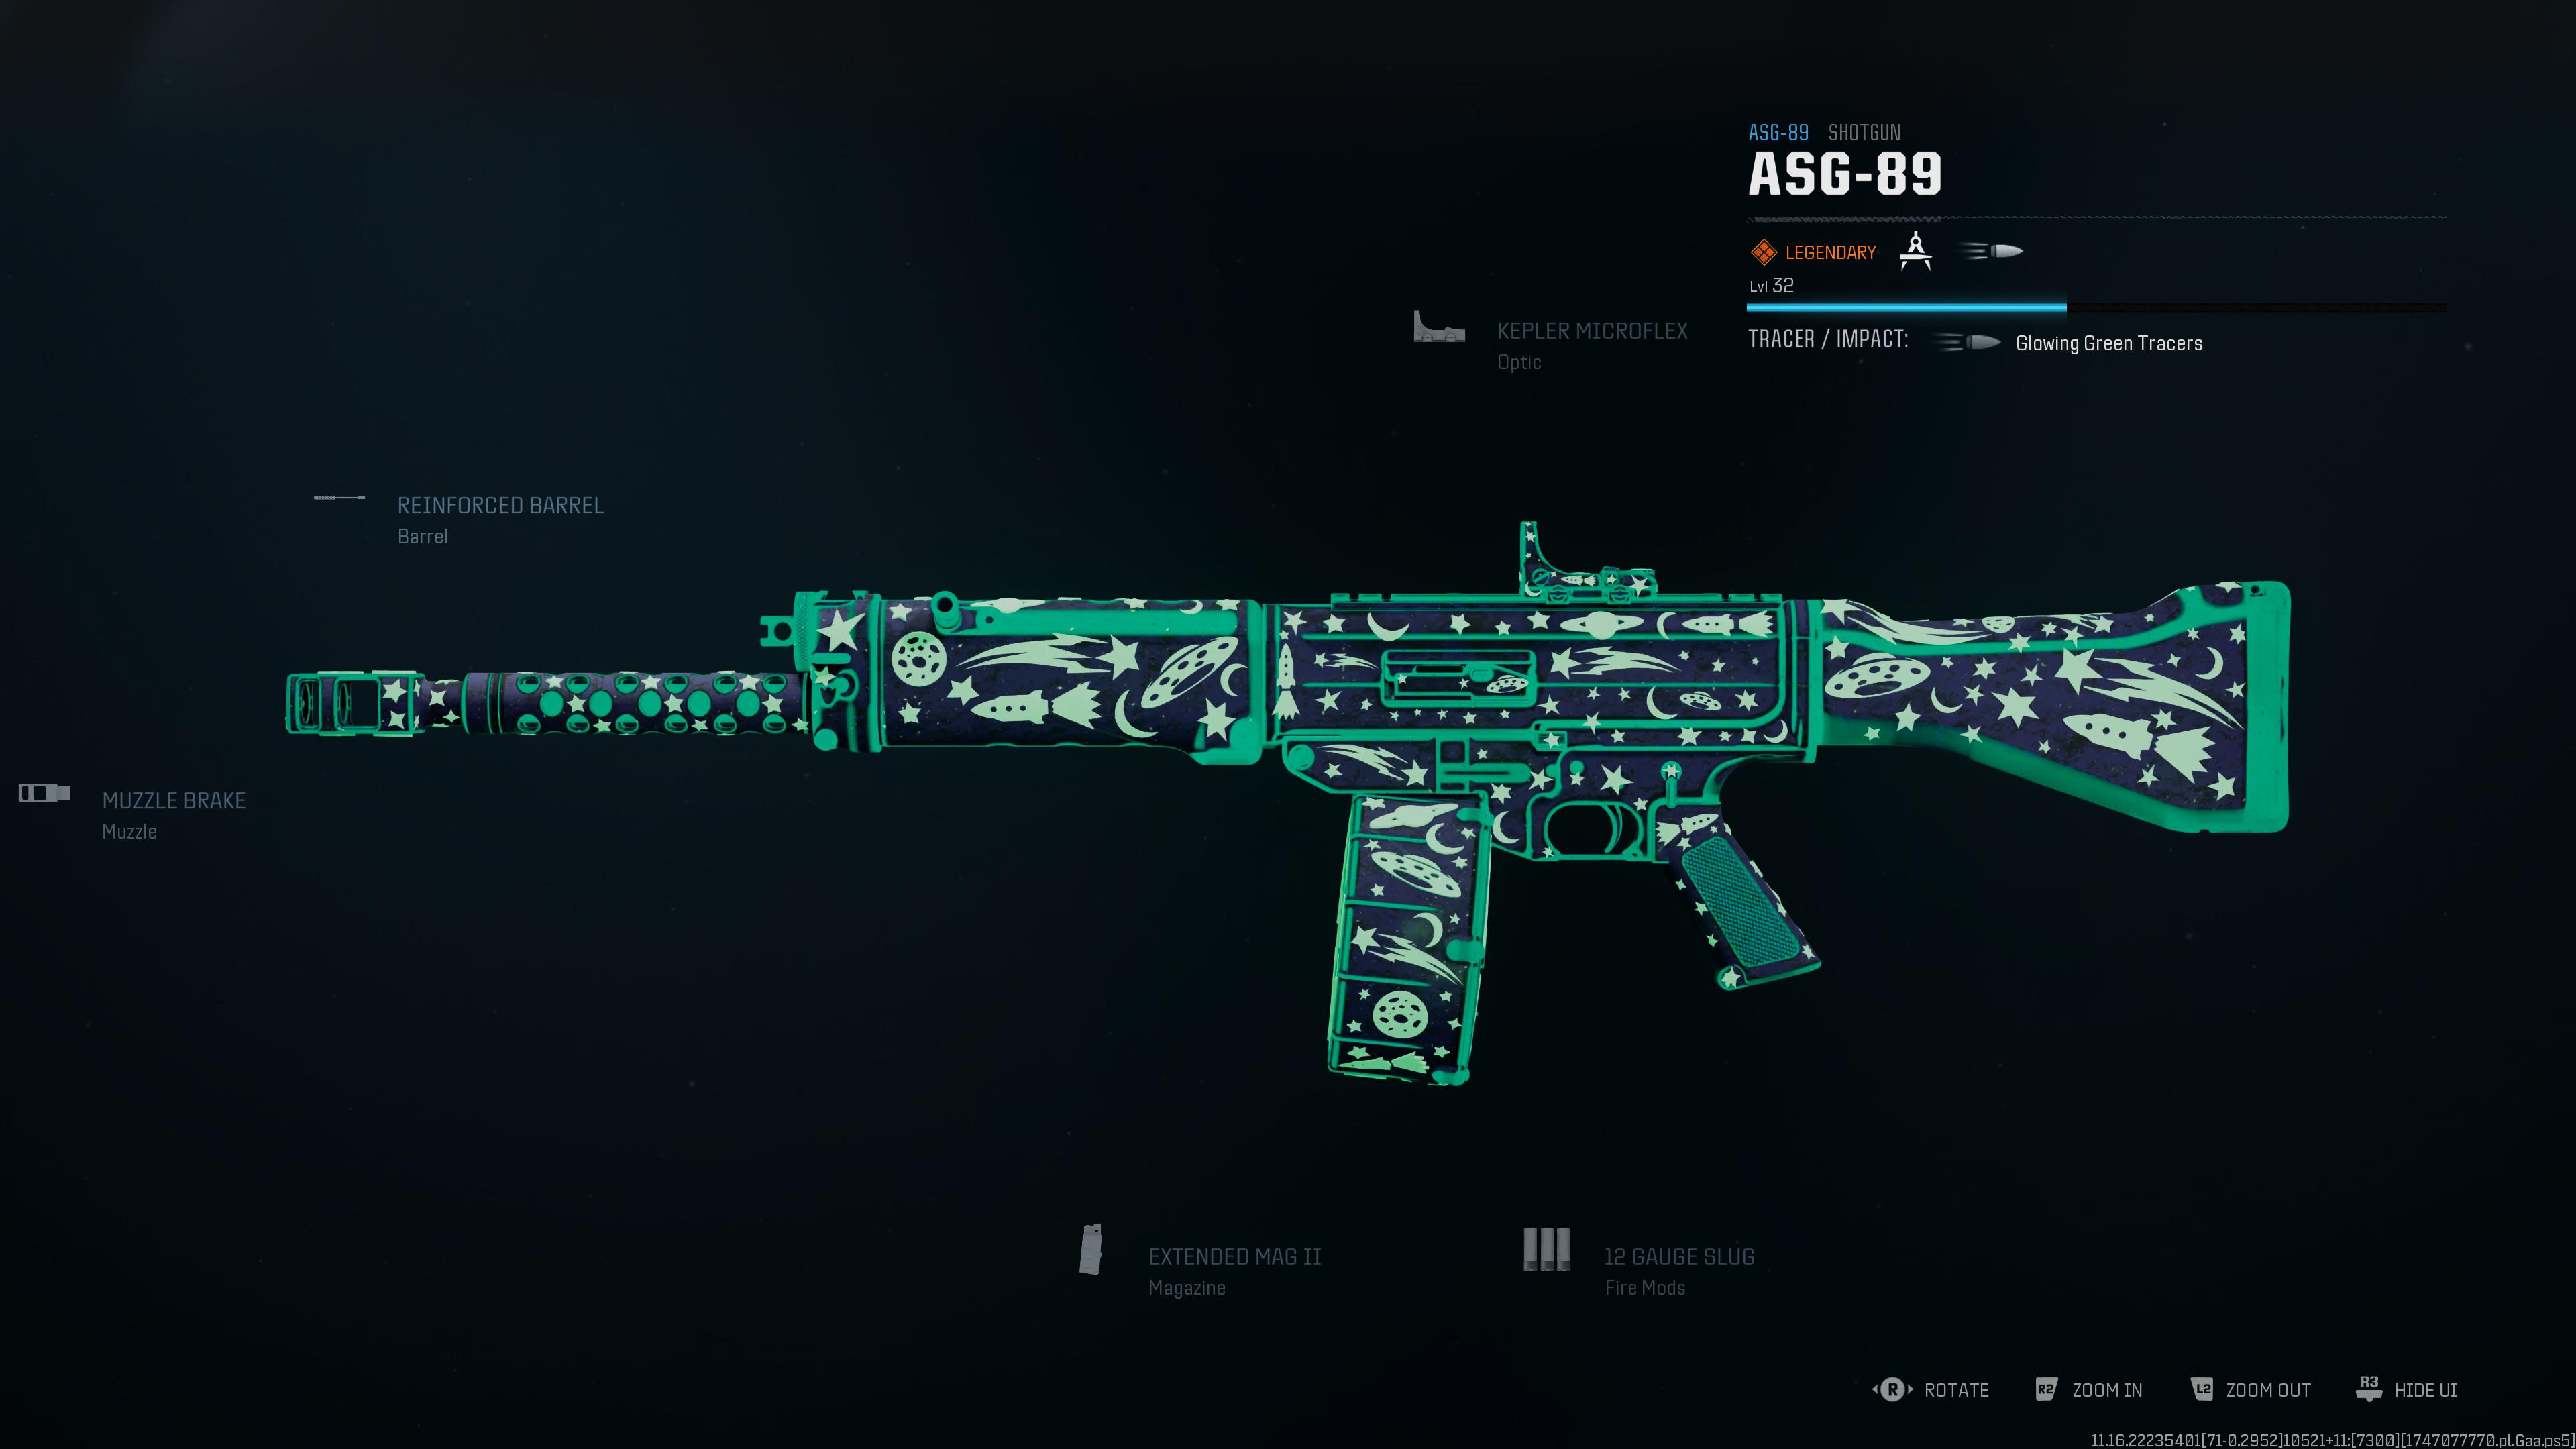 ASG-89 SHOTGUN
ASG-89
LEGENDARY
Lvl 32
TRACER / IMPACT: Glowing Green Tracers
KEPLER MICROFLEX
Optic
REINFORCED BARREL
Barrel
MUZZLE BRAKE
Muzzle
EXTENDED MAG II
Magazine
12 GAUGE SLUG
Fire Mods
R ROTATE R2 ZOOM IN L2 ZOOM OUT R3 HIDE UI
11.16.22235401[71-0.2952]10521+11:[7300][1747077770.pl.Gaa.ps5]